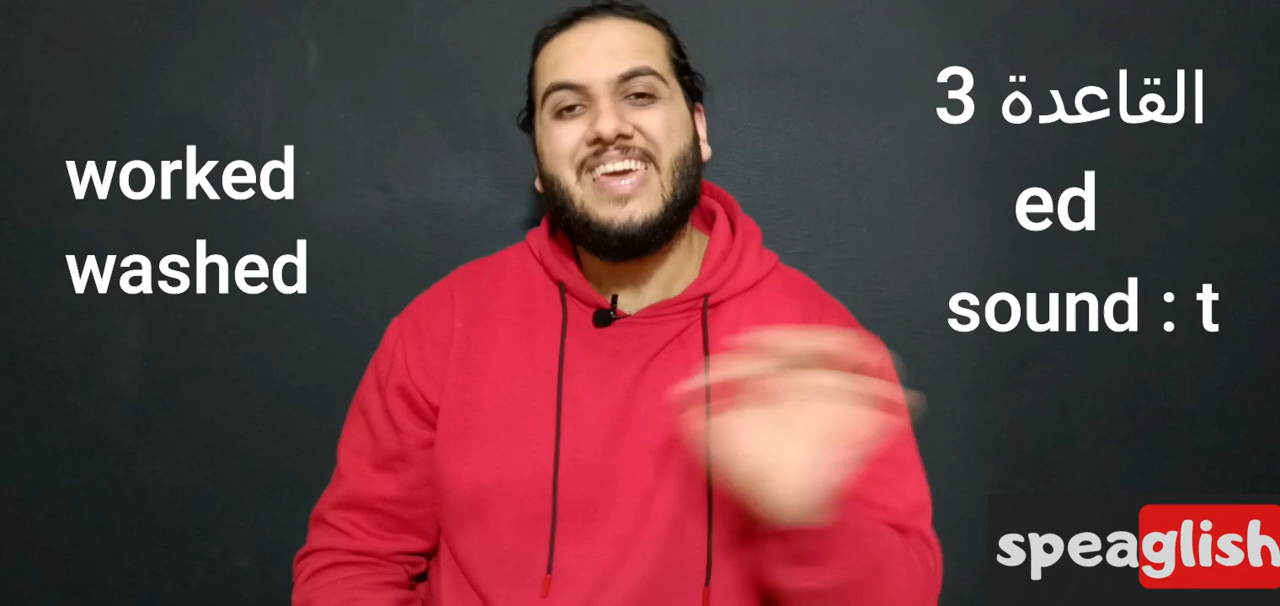 worked
washed
القاعدة 3
ed
sound : t
speaglish